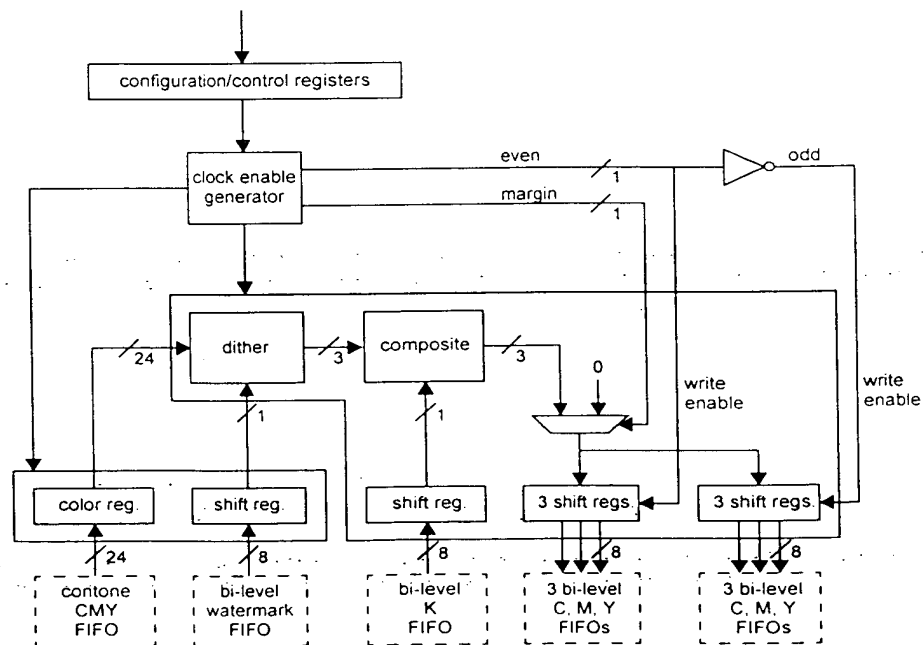 configuration/control registers
even
odd
1
clock enable
generator
margin
1
dither
composite
24
3
3
0
1
1
write
enable
write
enable
color reg.
shift reg.
shift reg.
3 shift regs.
3 shift regs.
24
8
8
8
8
contone
CMY
FIFO
bi-level
watermark
FIFO
bi-level
K
FIFO
3 bi-level
C, M, Y
FIFOs
3 bi-level
C, M, Y
FIFOs